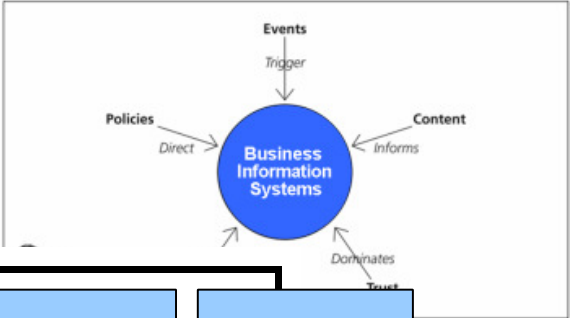 Events
Trigger
Policies
Content
Direct
Informs
Business
Information
Systems
Dominates
Trust